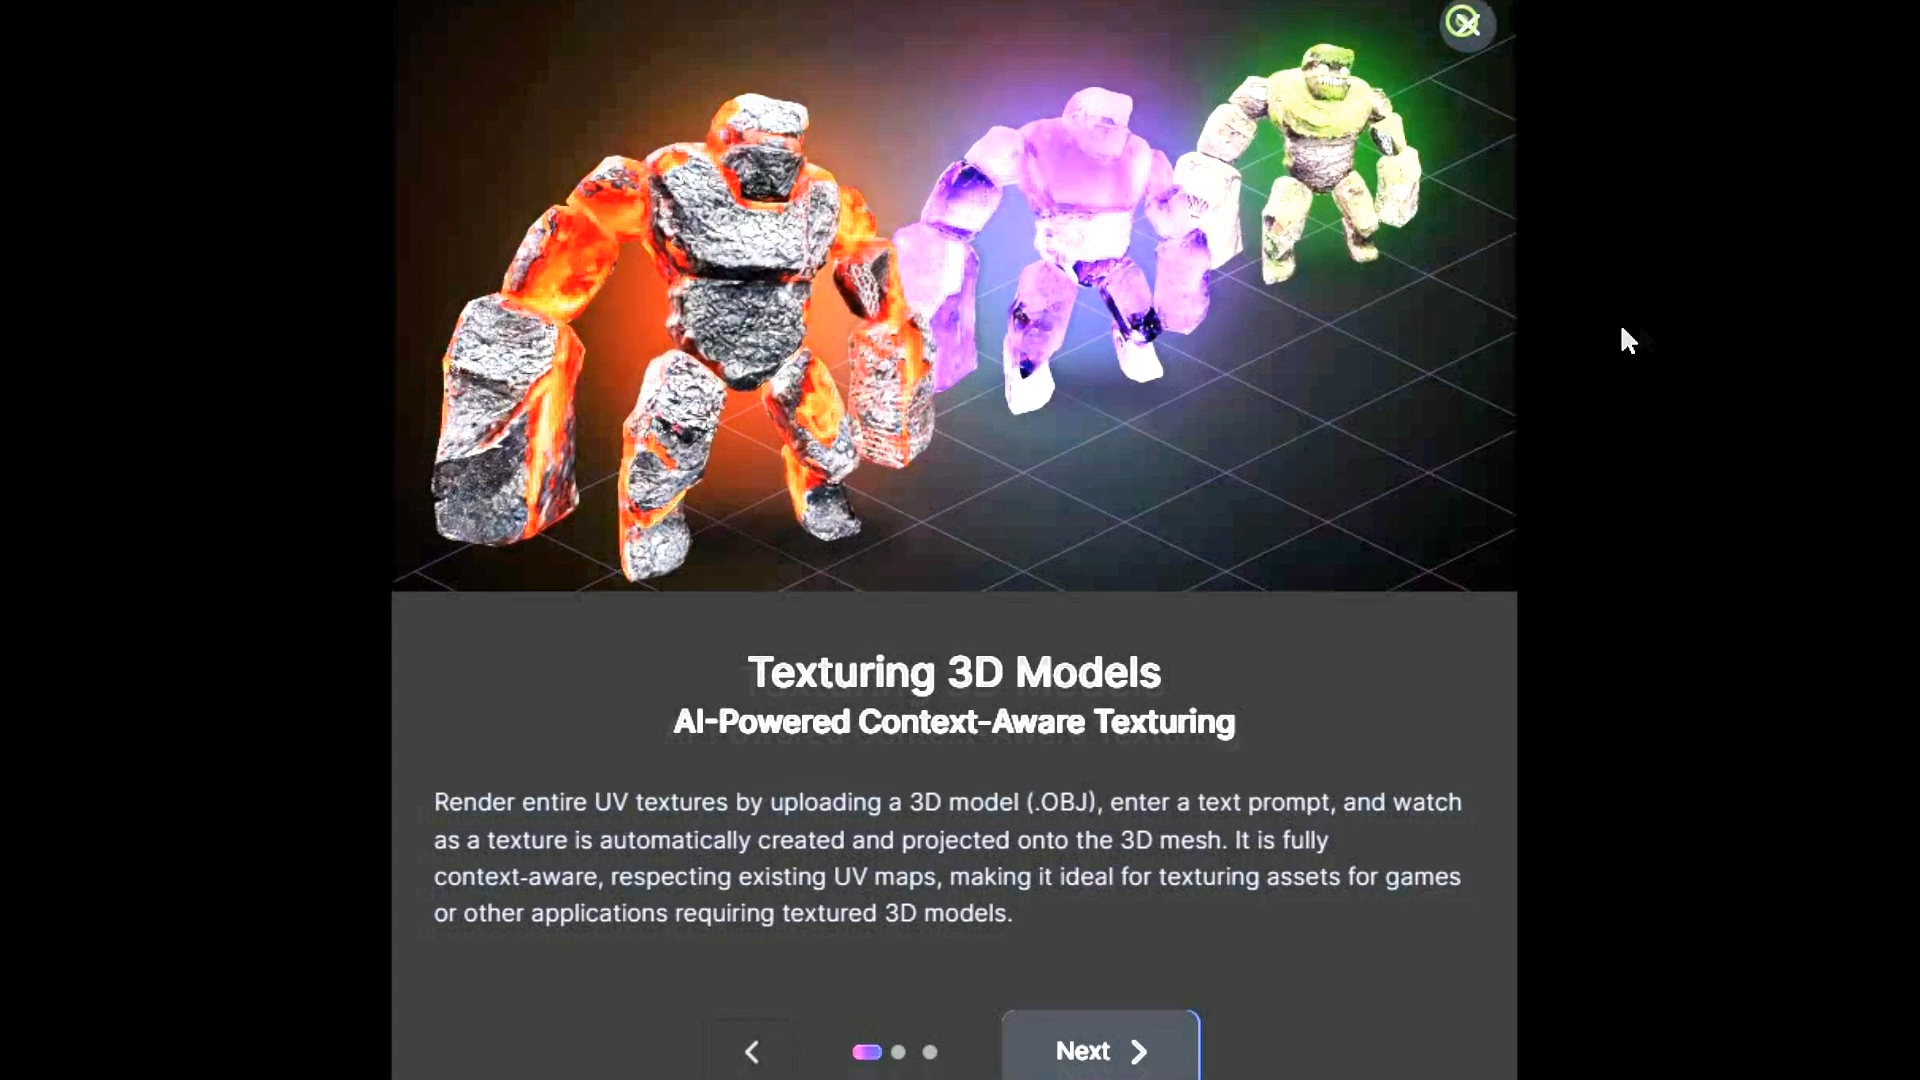 Texturing 3D Models
AI-Powered Context-Aware Texturing
Render entire UV textures by uploading a 3D model (.OBJ), enter a text prompt, and watch
as a texture is automatically created and projected onto the 3D mesh. It is fully
context-aware, respecting existing UV maps, making it ideal for texturing assets for games
or other applications requiring textured 3D models.
Next